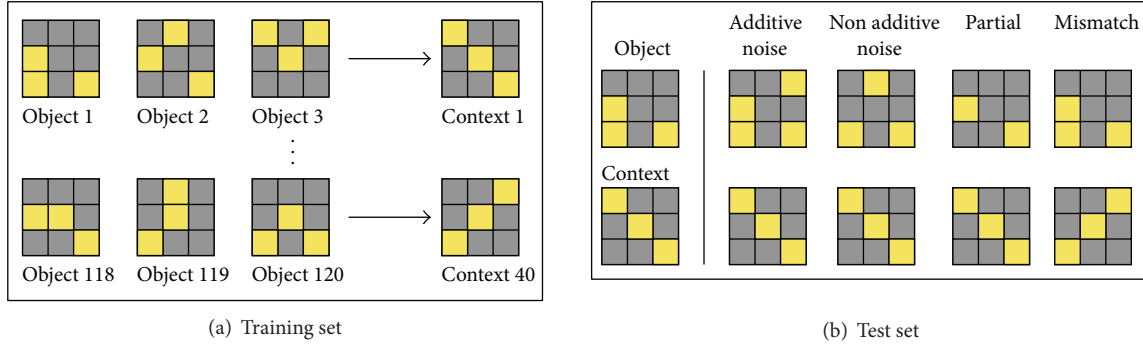 Object 1
Object 2
Object 3
Context 1
Object 118
Object 119
Object 120
Context 40
(a) Training set
Object
Additive
noise
Non additive
noise
Partial
Mismatch
Context
(b) Test set